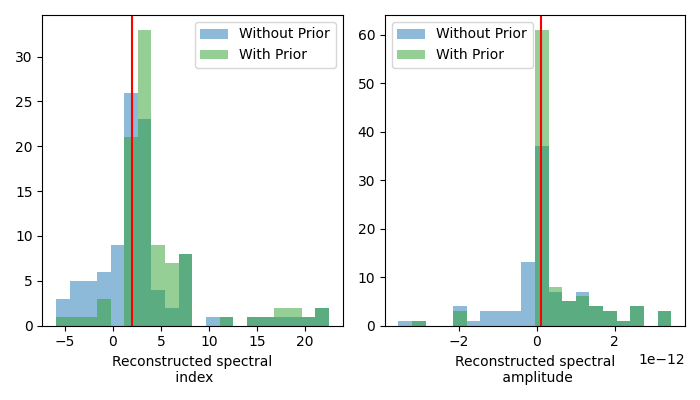 Without Prior
With Prior
30
25
20
15
10
5
0
−5
0
5
10
15
20
Reconstructed spectral
index
Without Prior
With Prior
60
50
40
30
20
10
0
−2
0
2
1e−12
Reconstructed spectral
amplitude